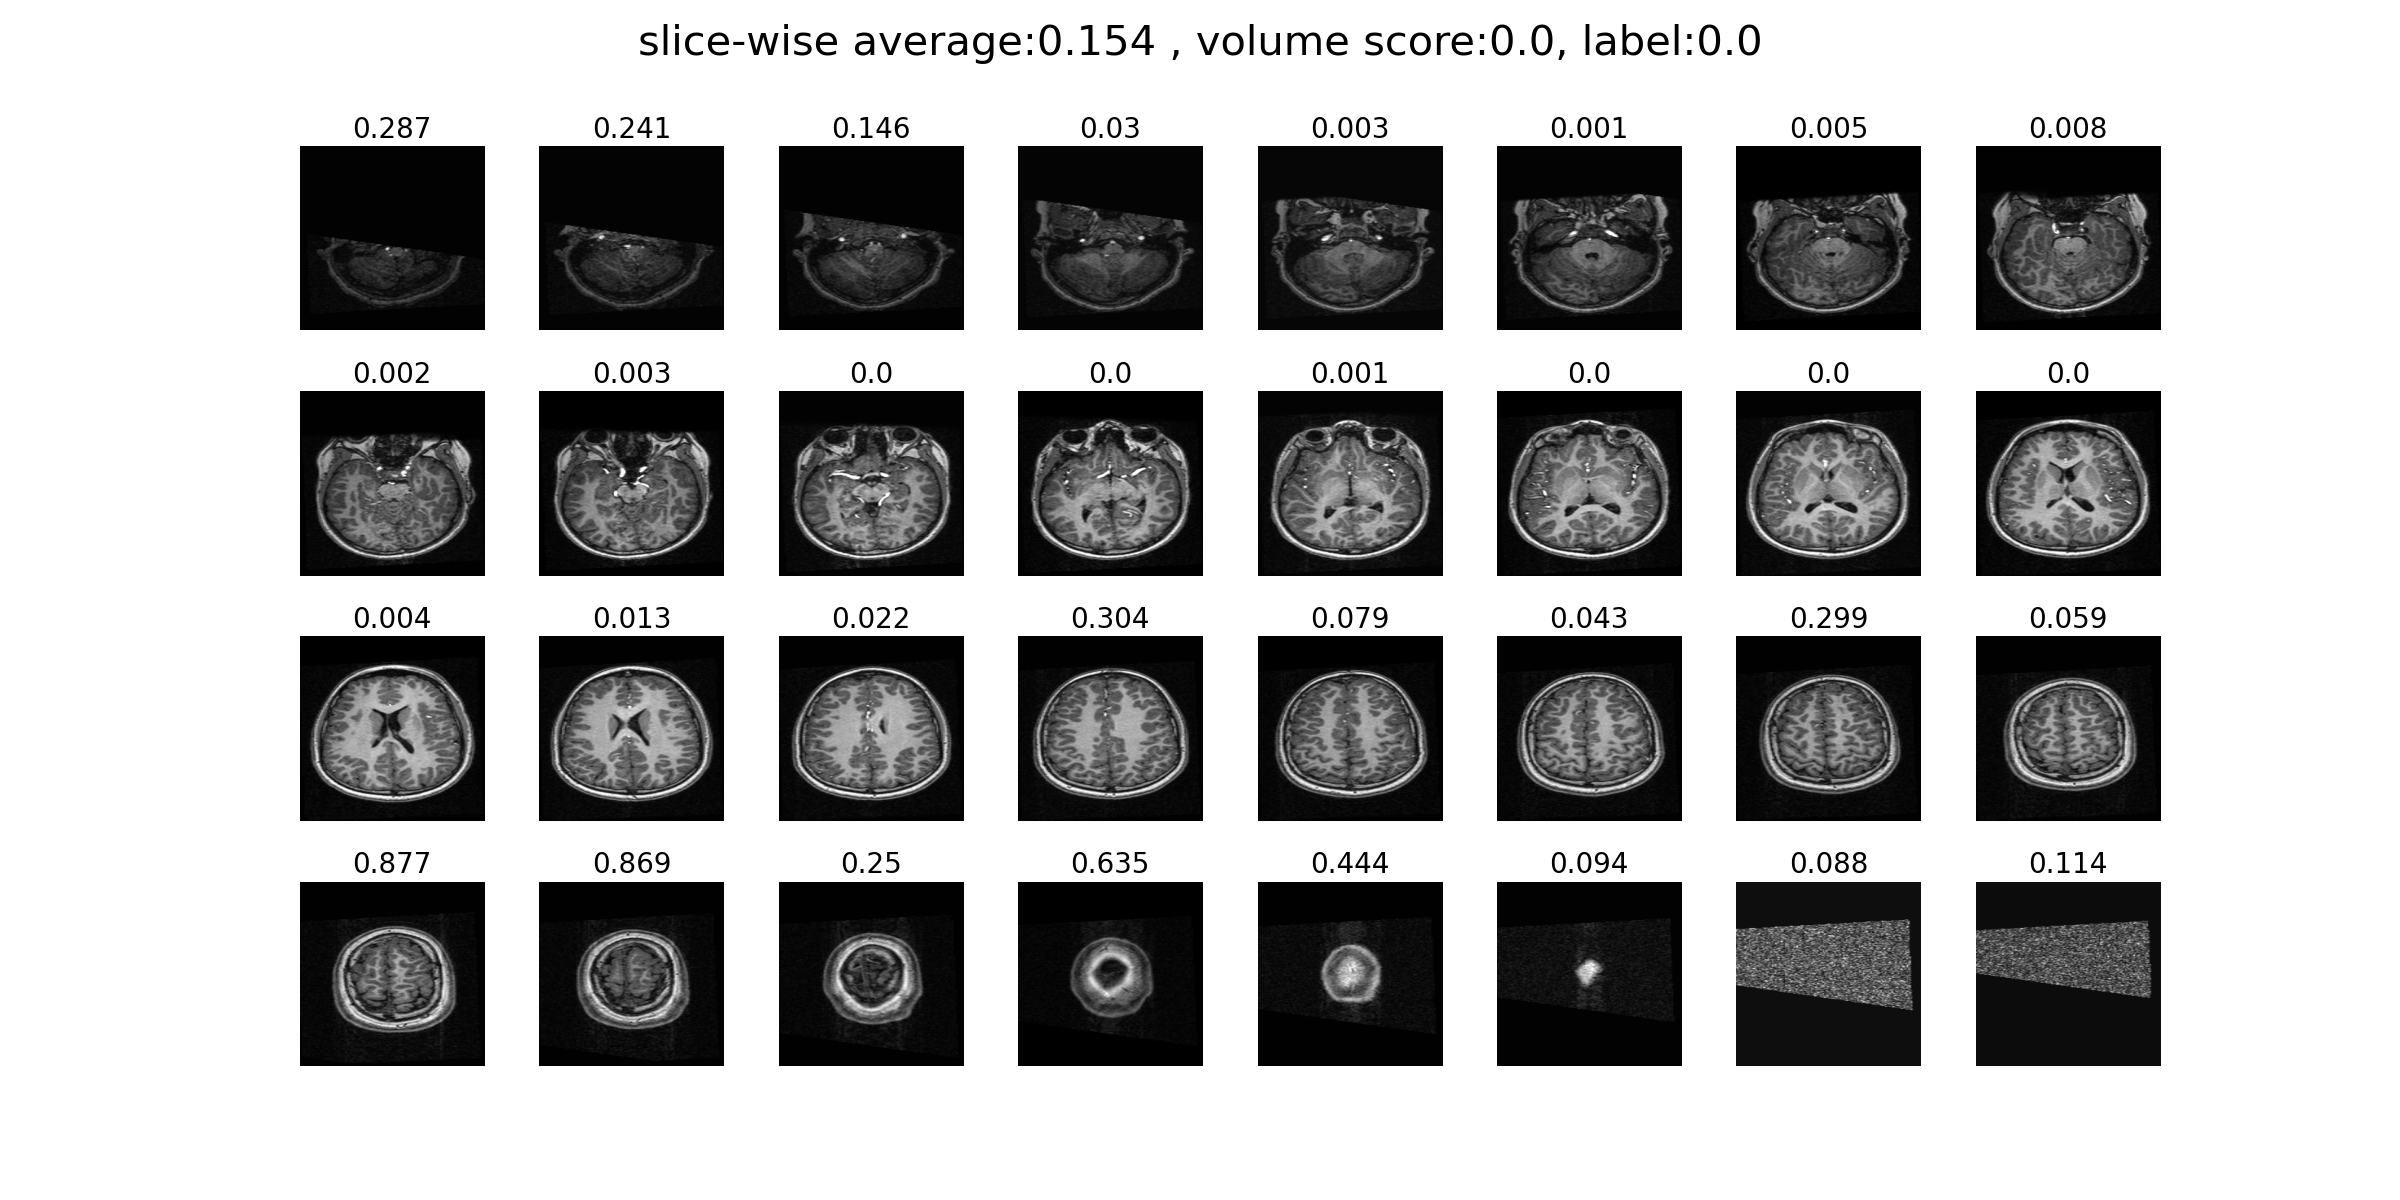 slice-wise average:0.154 , volume score:0.0, label:0.0
0.287 0.241 0.146 0.03 0.003 0.001 0.005 0.008
0.002 0.003 0.0 0.0 0.001 0.0 0.0 0.0
0.004 0.013 0.022 0.304 0.079 0.043 0.299 0.059
0.877 0.869 0.25 0.635 0.444 0.094 0.088 0.114